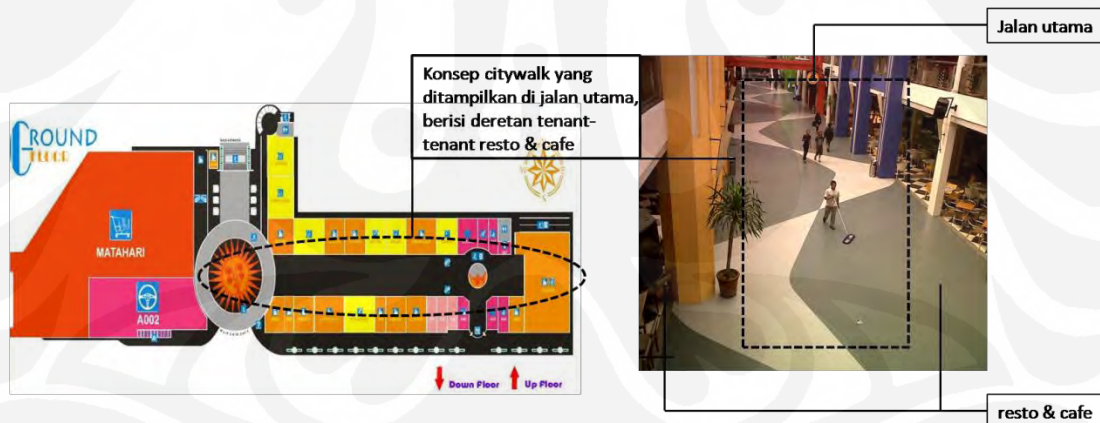 Jalan utama
Konsep citywalk yang
ditampilkan di jalan utama,
berisi deretan tenant-
tenant resto & cafe
GROUND
FLOOR
MATAHARI
A002
Down Floor
Up Floor
resto & cafe